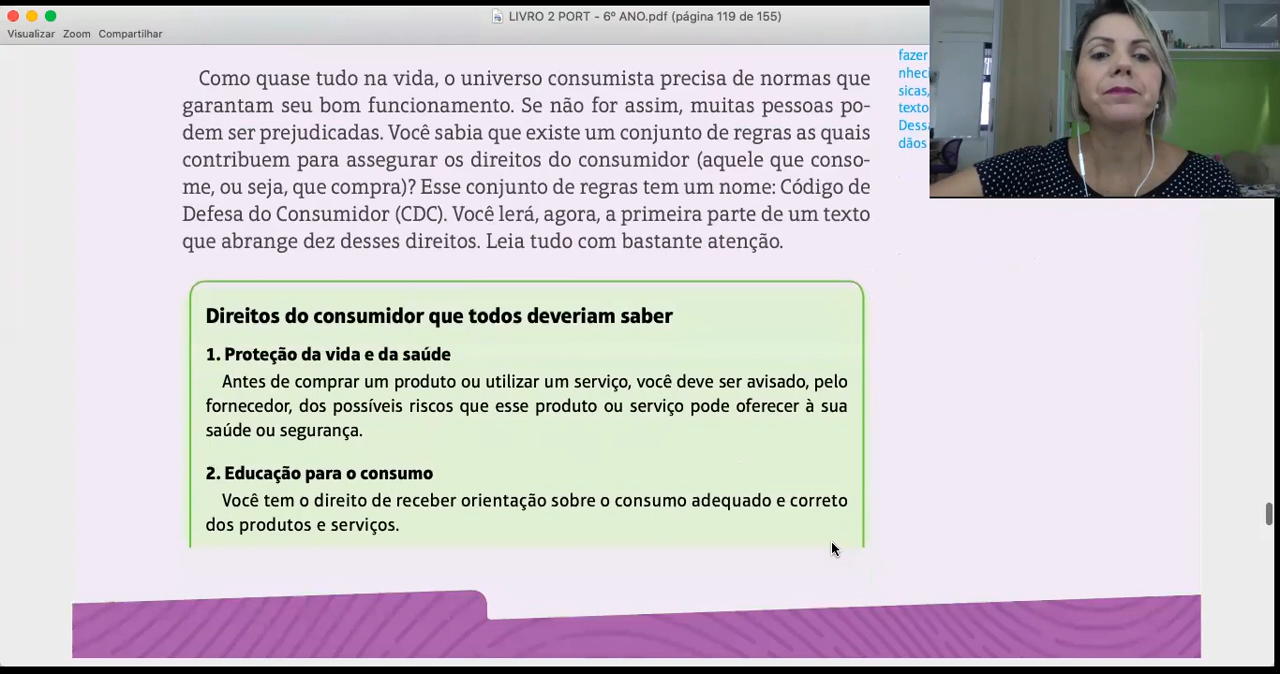 LIVRO 2 PORT - 6º ANO.pdf (página 119 de 155)
Visualizar Zoom Compartilhar
Como quase tudo na vida, o universo consumista precisa de normas que
garantam seu bom funcionamento. Se não for assim, muitas pessoas po-
dem ser prejudicadas. Você sabia que existe um conjunto de regras as quais
contribuem para assegurar os direitos do consumidor (aquele que conso-
me, ou seja, que compra)? Esse conjunto de regras tem um nome: Código de
Defesa do Consumidor (CDC). Você lerá, agora, a primeira parte de um texto
que abrange dez desses direitos. Leia tudo com bastante atenção.
fazer
nheci
sicas,
texto
Dessa
dãos
Direitos do consumidor que todos deveriam saber
1. Proteção da vida e da saúde
Antes de comprar um produto ou utilizar um serviço, você deve ser avisado, pelo
fornecedor, dos possíveis riscos que esse produto ou serviço pode oferecer à sua
saúde ou segurança.
2. Educação para o consumo
Você tem o direito de receber orientação sobre o consumo adequado e correto
dos produtos e serviços.